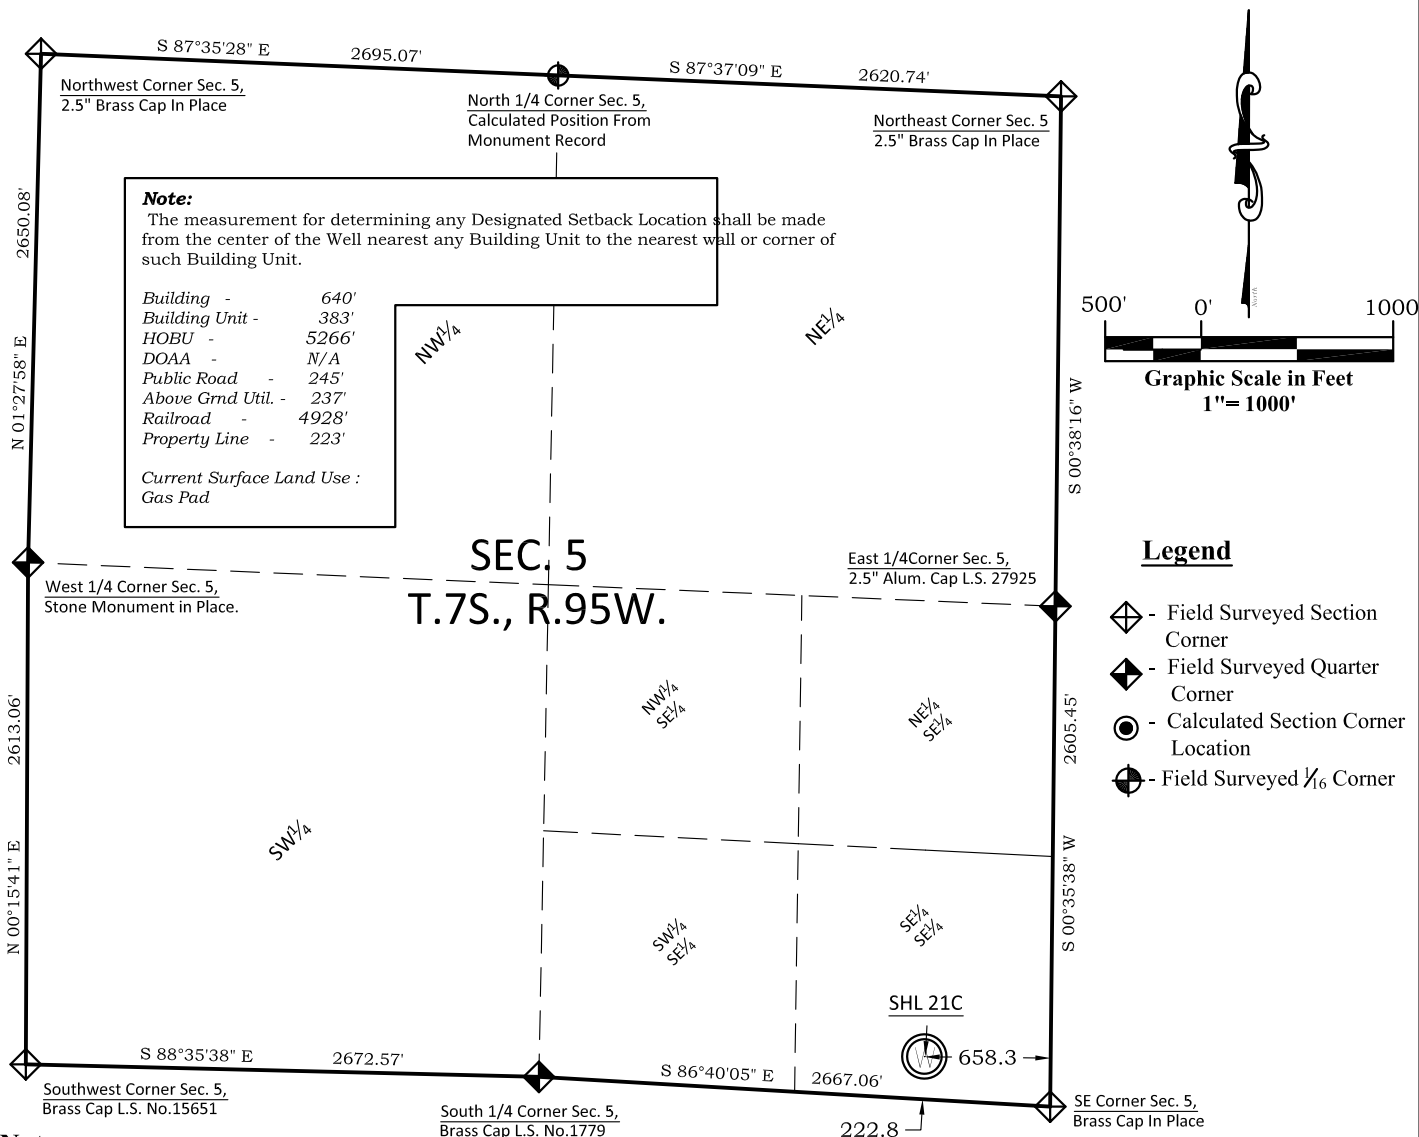 S 87°35'28" E 2695.07'
S 87°37'09" E 2620.74'
Northwest Corner Sec. 5,
2.5" Brass Cap In Place
North 1/4 Corner Sec. 5,
Calculated Position From
Monument Record
Northeast Corner Sec. 5
2.5" Brass Cap In Place
North
500' 0' 1000
Graphic Scale in Feet
1"= 1000'
2650.08'
N 01°27'58" E
Note:
The measurement for determining any Designated Setback Location shall be made
from the center of the Well nearest any Building Unit to the nearest wall or corner of
such Building Unit.
Building - 640'
Building Unit - 383'
HOBU - 5266'
DOAA - N/A
Public Road - 245'
Above Grnd Util. - 237'
Railroad - 4928'
Property Line - 223'
Current Surface Land Use :
Gas Pad
NW¼
NE¼
S 00°38'16" W
SEC. 5
T.7S., R.95W.
West 1/4 Corner Sec. 5,
Stone Monument in Place.
East 1/4Corner Sec. 5,
2.5" Alum. Cap L.S. 27925
Legend
- Field Surveyed Section
Corner
- Field Surveyed Quarter
Corner
- Calculated Section Corner
Location
- Field Surveyed 1/16 Corner
2613.06'
N 00°15'41" E
NW¼
SE¼
NE¼
SE¼
2605.45'
S 00°35'38" W
SW¼
SW¼
SE¼
SE¼
SE¼
SHL 21C
W
658.3
S 88°35'38" E 2672.57'
S 86°40'05" E 2667.06'
222.8
Southwest Corner Sec. 5,
Brass Cap L.S. No.15651
South 1/4 Corner Sec. 5,
Brass Cap L.S. No.1779
SE Corner Sec. 5,
Brass Cap In Place